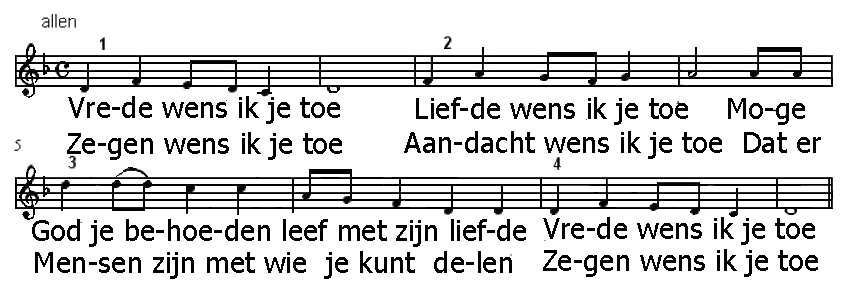 allen
1 2
Vre-de wens ik je toe Lief-de wens ik je toe Mo-ge
Ze-gen wens ik je toe Aan-dacht wens ik je toe Dat er
5
3 4
God je be-hoe-den leef met zijn lief-de Vre-de wens ik je toe
Men-sen zijn met wie je kunt de-len Ze-gen wens ik je toe